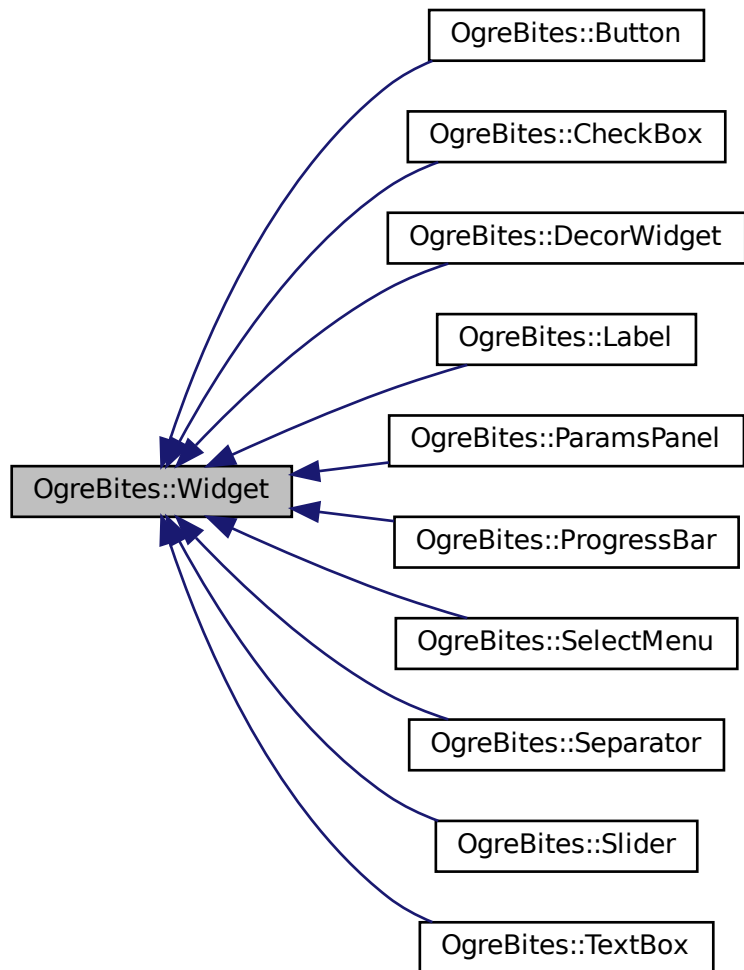 OgreBites::Button
OgreBites::CheckBox
OgreBites::DecorWidget
OgreBites::Label
OgreBites::ParamsPanel
OgreBites::Widget
OgreBites::ProgressBar
OgreBites::SelectMenu
OgreBites::Separator
OgreBites::Slider
OgreBites::TextBox